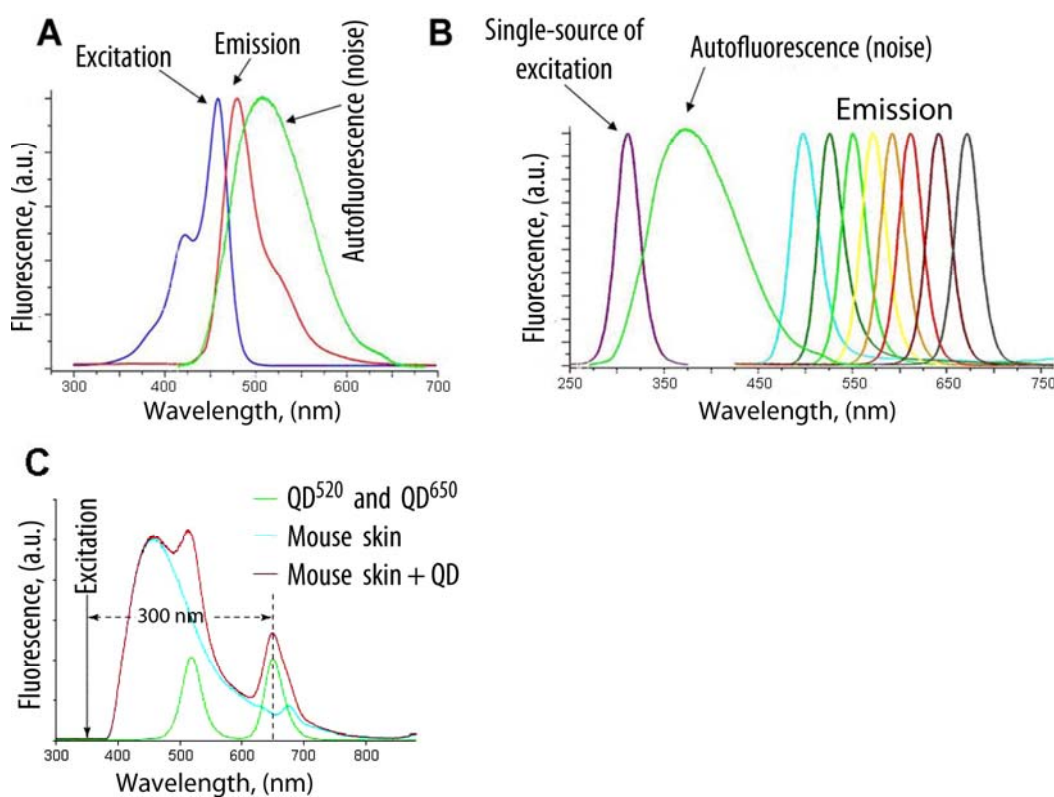 A
Excitation
Emission
Autofluorescence (noise)
Fluorescence, (a.u.)
300 400 500 600 700
Wavelength, (nm)
B
Single-source of
excitation
Autofluorescence (noise)
Emission
Fluorescence, (a.u.)
250 350 450 550 650 750
Wavelength, (nm)
C
QD520 and QD650
Mouse skin
Mouse skin + QD
Excitation
300 nm
Fluorescence, (a.u.)
300 400 500 600 700 800
Wavelength, (nm)